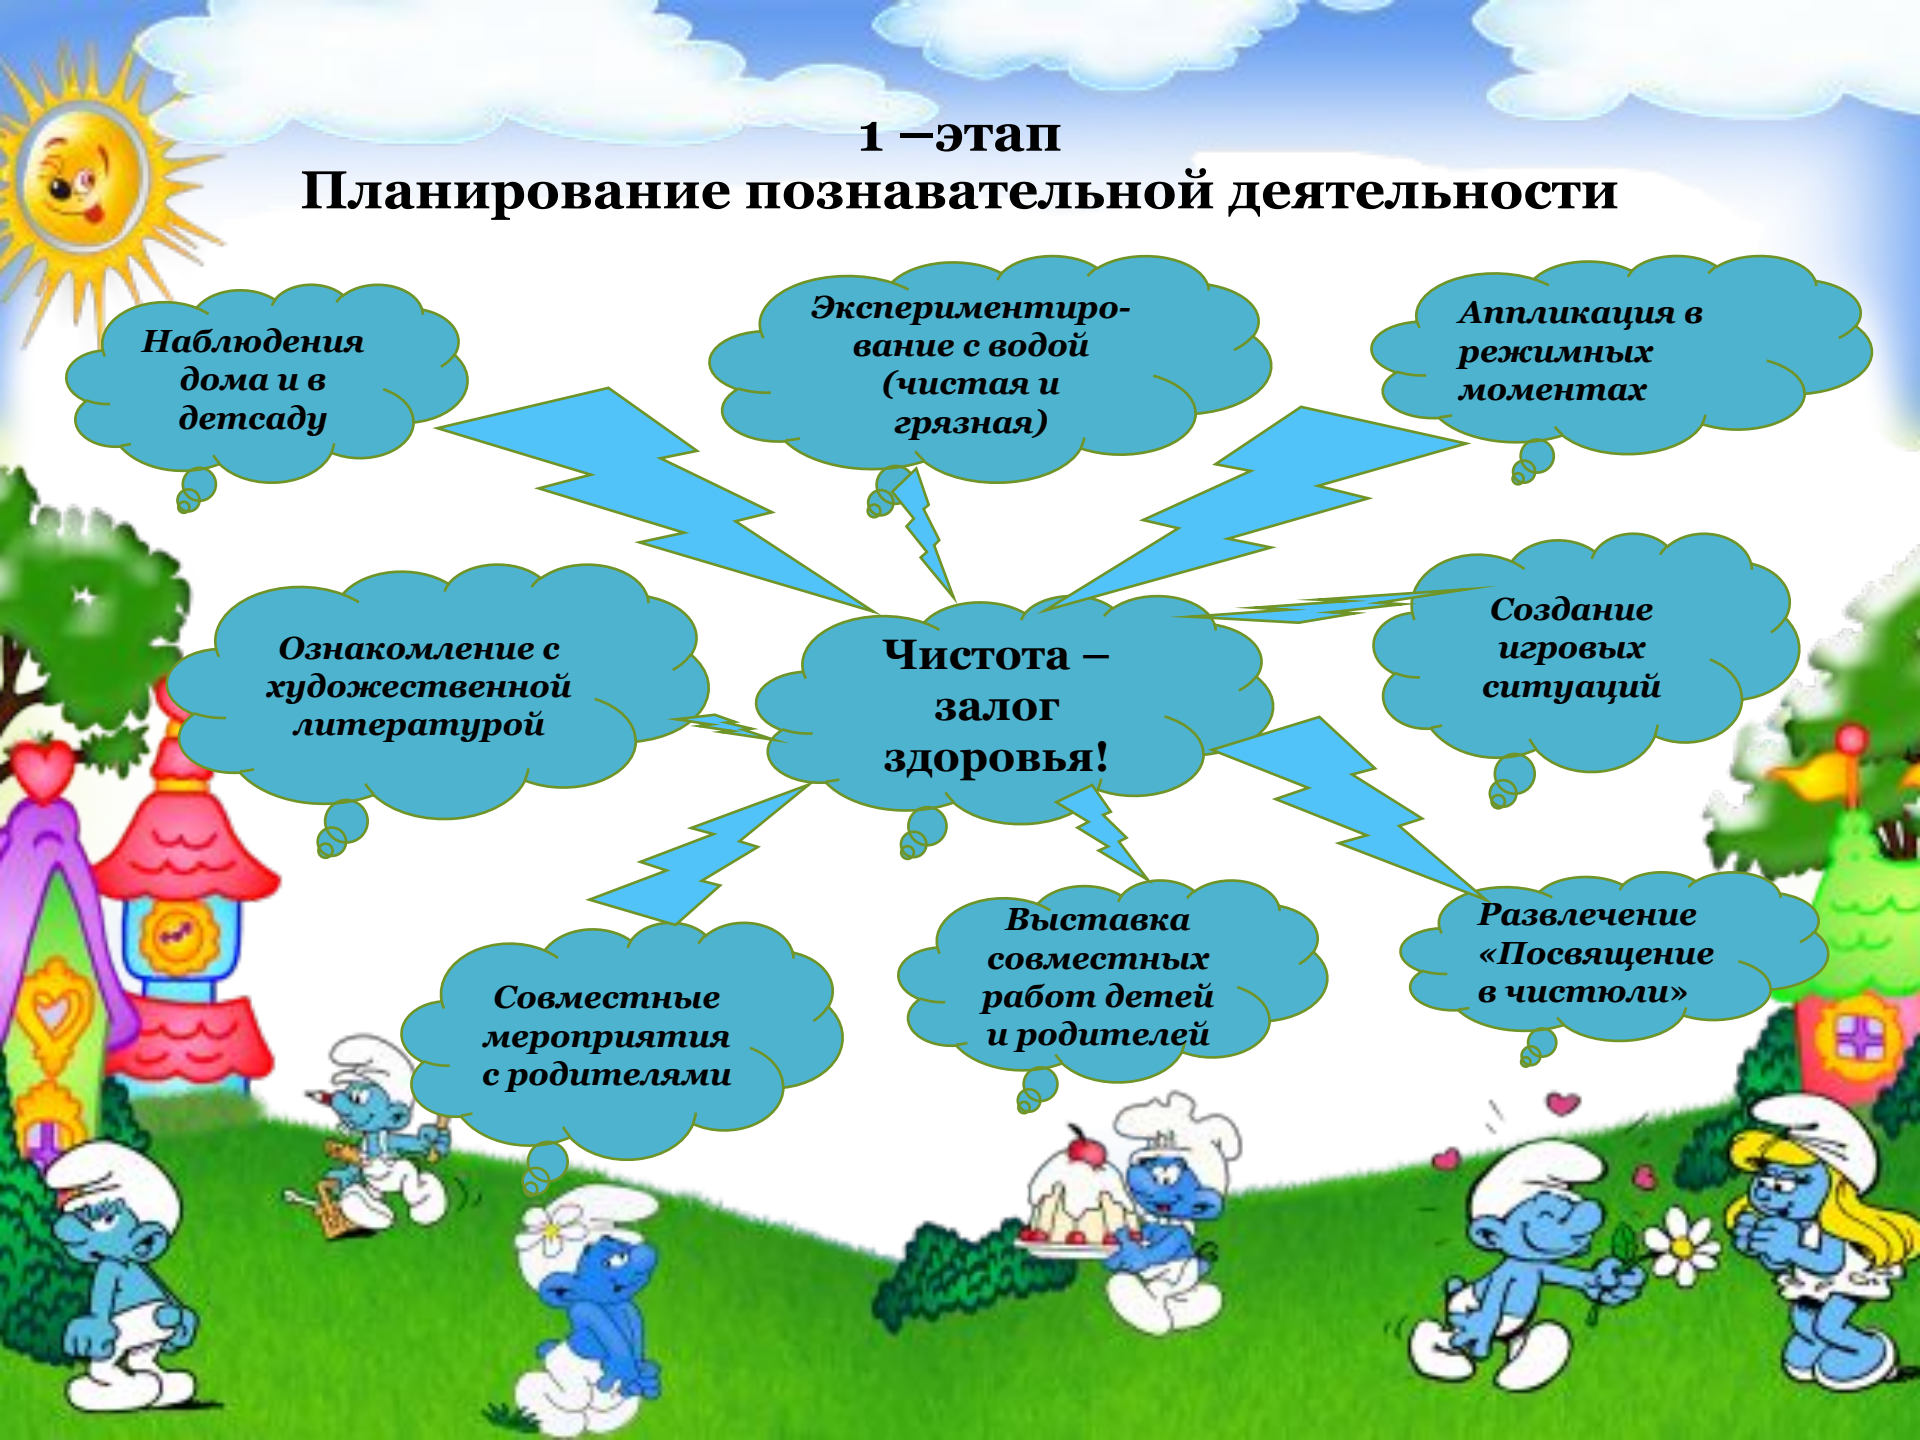 1 –этап
Планирование познавательной деятельности
Наблюдения
дома и в
детсаду
Экспериментиро-
вание с водой
(чистая и
грязная)
Аппликация в
режимных
моментах
Ознакомление с
художественной
литературой
Чистота –
залог
здоровья!
Создание
игровых
ситуаций
Совместные
мероприятия
с родителями
Выставка
совместных
работ детей
и родителей
Развлечение
«Посвящение
в чистюли»